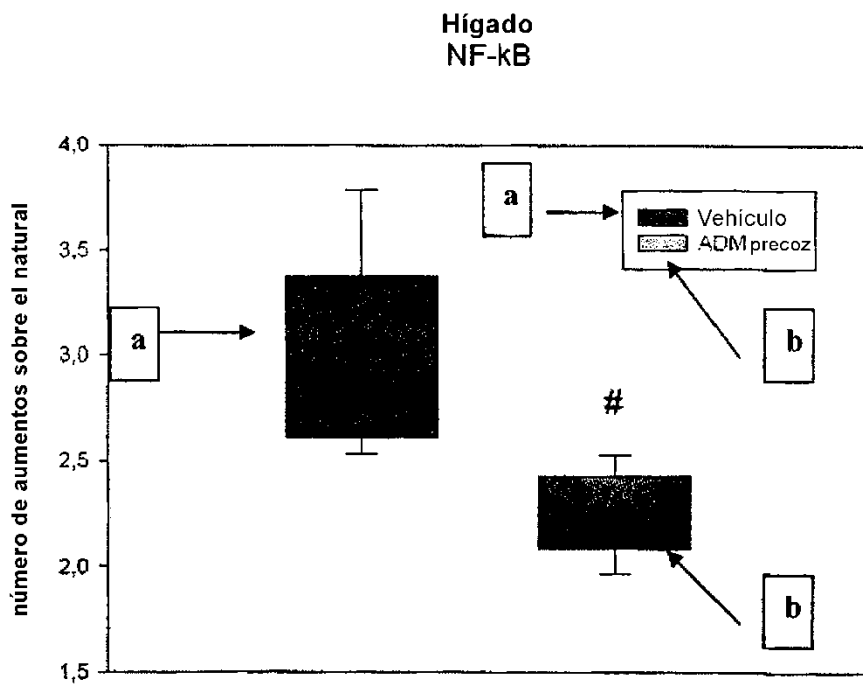 Hígado
NF-kB
número de aumentos sobre el natural
4,0
3,5
3,0
2,5
2,0
1,5
a
a
Vehículo
ADM precoz
b
#
b